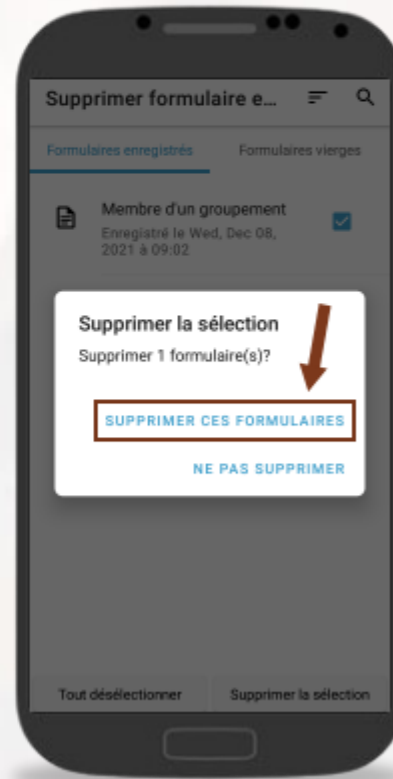 Supprimer formulaire e...
Formulaires enregistrés Formulaires vierges
Membre d'un groupement
Enregistré le Wed, Dec 08,
2021 à 09:02
Supprimer la sélection
Supprimer 1 formulaire(s)?
SUPPRIMER CES FORMULAIRES
NE PAS SUPPRIMER
Tout désélectionner Supprimer la sélection